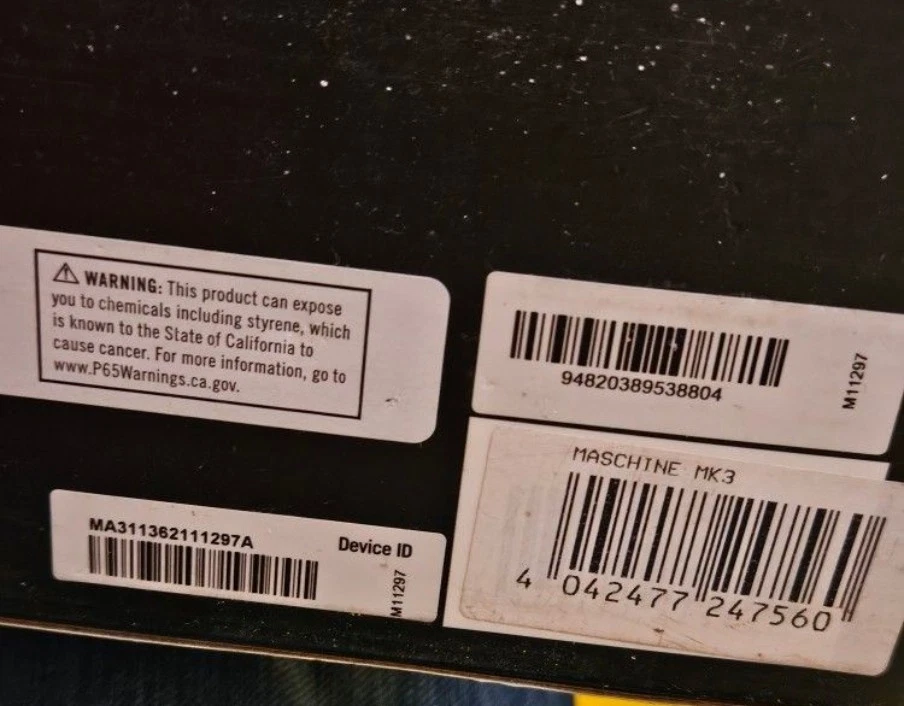 ⚠ WARNING: This product can expose
you to chemicals including styrene, which
is known to the State of California to
cause cancer. For more information, go to
www.P65Warnings.ca.gov.
94820389538804
M11297
MASCHINE MK3
4 042477 247560
MA311362111297A
Device ID
M11297